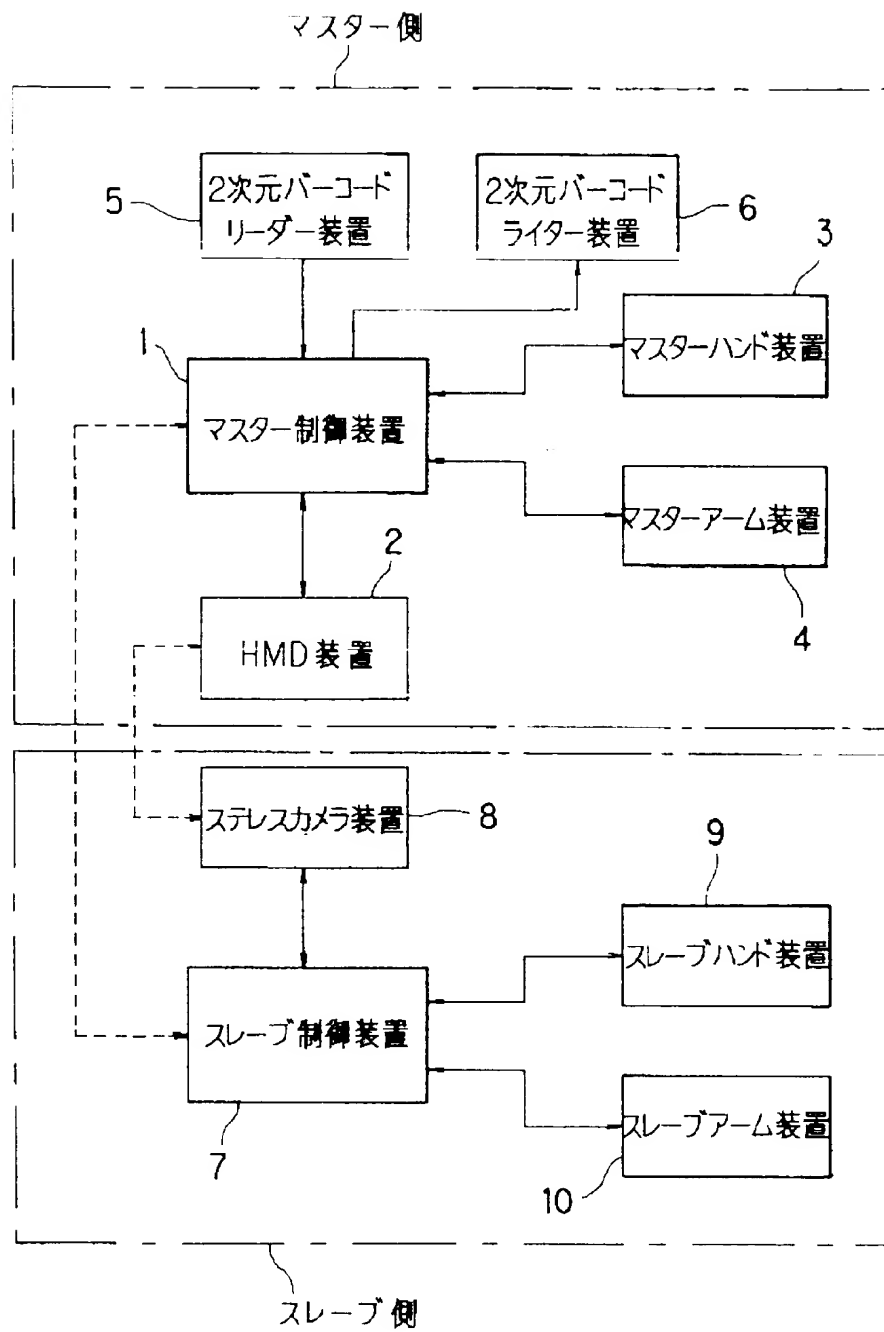 マスター側
5
2次元バーコード
リーダー装置
2次元バーコード
ライター装置
6
3
マスターハンド装置
1
マスター制御装置
マスターアーム装置
4
2
HMD装置
ステレスカメラ装置
8
9
スレーブハンド装置
スレーブ制御装置
7
スレーブアーム装置
10
スレーブ側